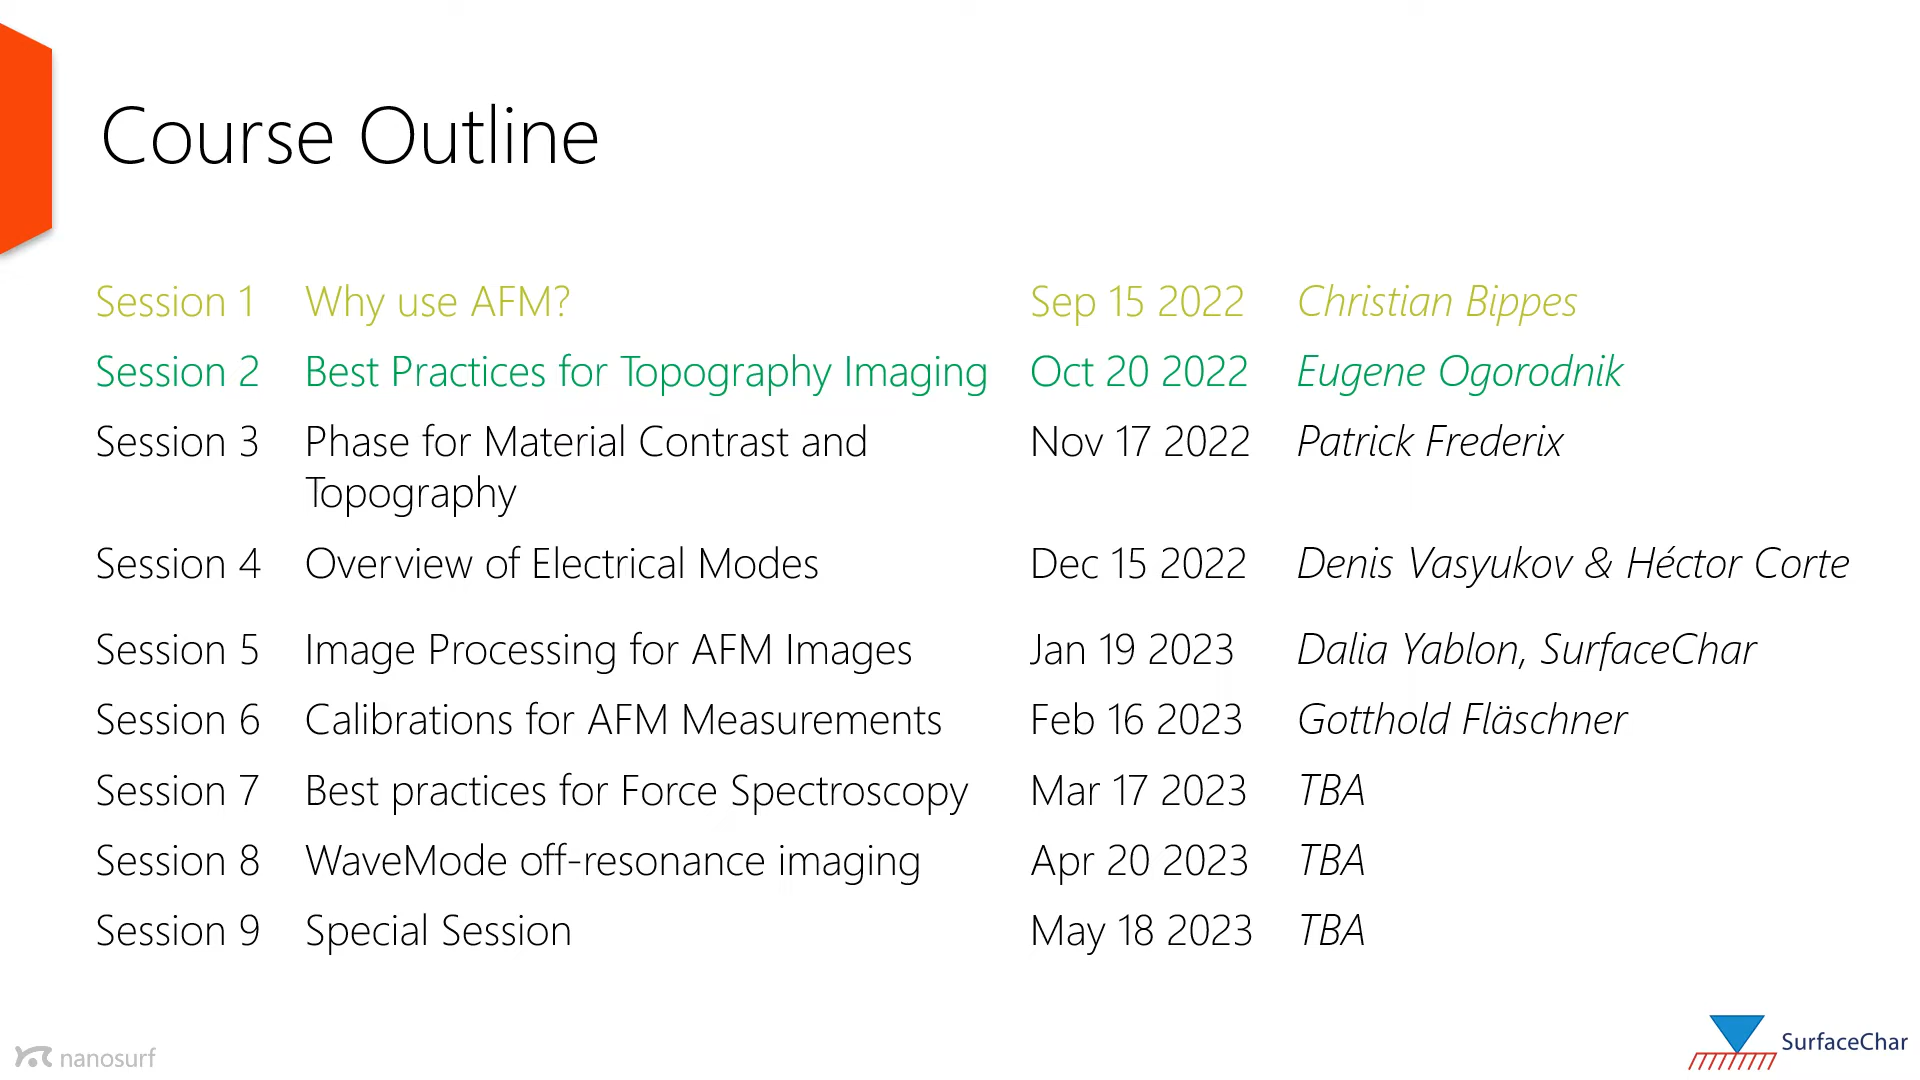 Course Outline
Session 1 Why use AFM? Sep 15 2022 Christian Bippes
Session 2 Best Practices for Topography Imaging Oct 20 2022 Eugene Ogorodnik
Session 3 Phase for Material Contrast and Nov 17 2022 Patrick Frederix
Topography
Session 4 Overview of Electrical Modes Dec 15 2022 Denis Vasyukov & Héctor Corte
Session 5 Image Processing for AFM Images Jan 19 2023 Dalia Yablon, SurfaceChar
Session 6 Calibrations for AFM Measurements Feb 16 2023 Gotthold Fläschner
Session 7 Best practices for Force Spectroscopy Mar 17 2023 TBA
Session 8 WaveMode off-resonance imaging Apr 20 2023 TBA
Session 9 Special Session May 18 2023 TBA
nanosurf
SurfaceChar